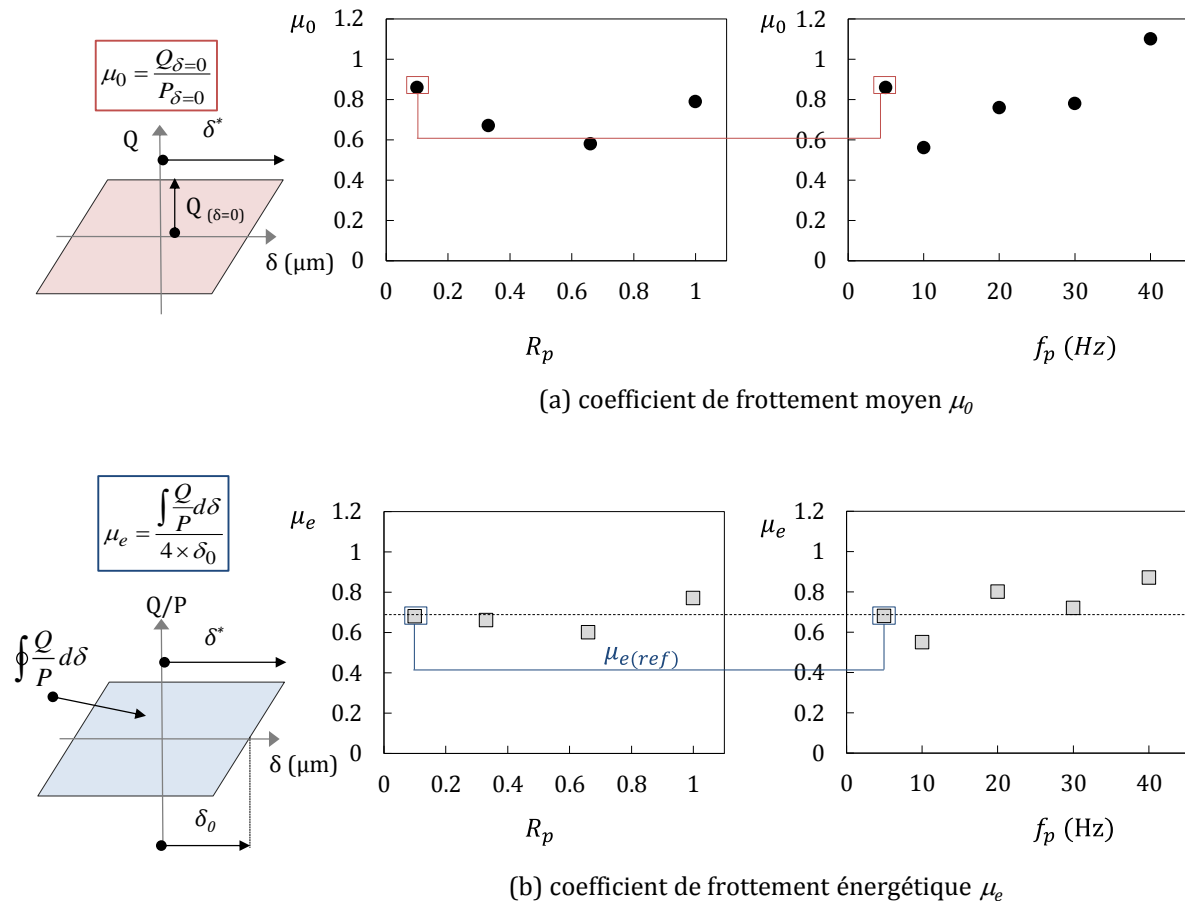 μ₀ = Q_{δ=0} / P_{δ=0}
Q
δ*
Q (δ=0)
δ (μm)
μ₀
1.2
1
0.8
0.6
0.4
0.2
0
0 0.2 0.4 0.6 0.8 1
R_p
μ₀
1.2
1
0.8
0.6
0.4
0.2
0
0 10 20 30 40
f_p (Hz)
(a) coefficient de frottement moyen μ₀
μ_e = ∫ Q/P dδ / 4 × δ₀
Q/P
δ*
∮ Q/P dδ
δ (μm)
δ₀
μ_e
1.2
1
0.8
0.6
0.4
0.2
0
μ_{e(ref)}
0 0.2 0.4 0.6 0.8 1
R_p
μ_e
1.2
1
0.8
0.6
0.4
0.2
0
0 10 20 30 40
f_p (Hz)
(b) coefficient de frottement énergétique μ_e